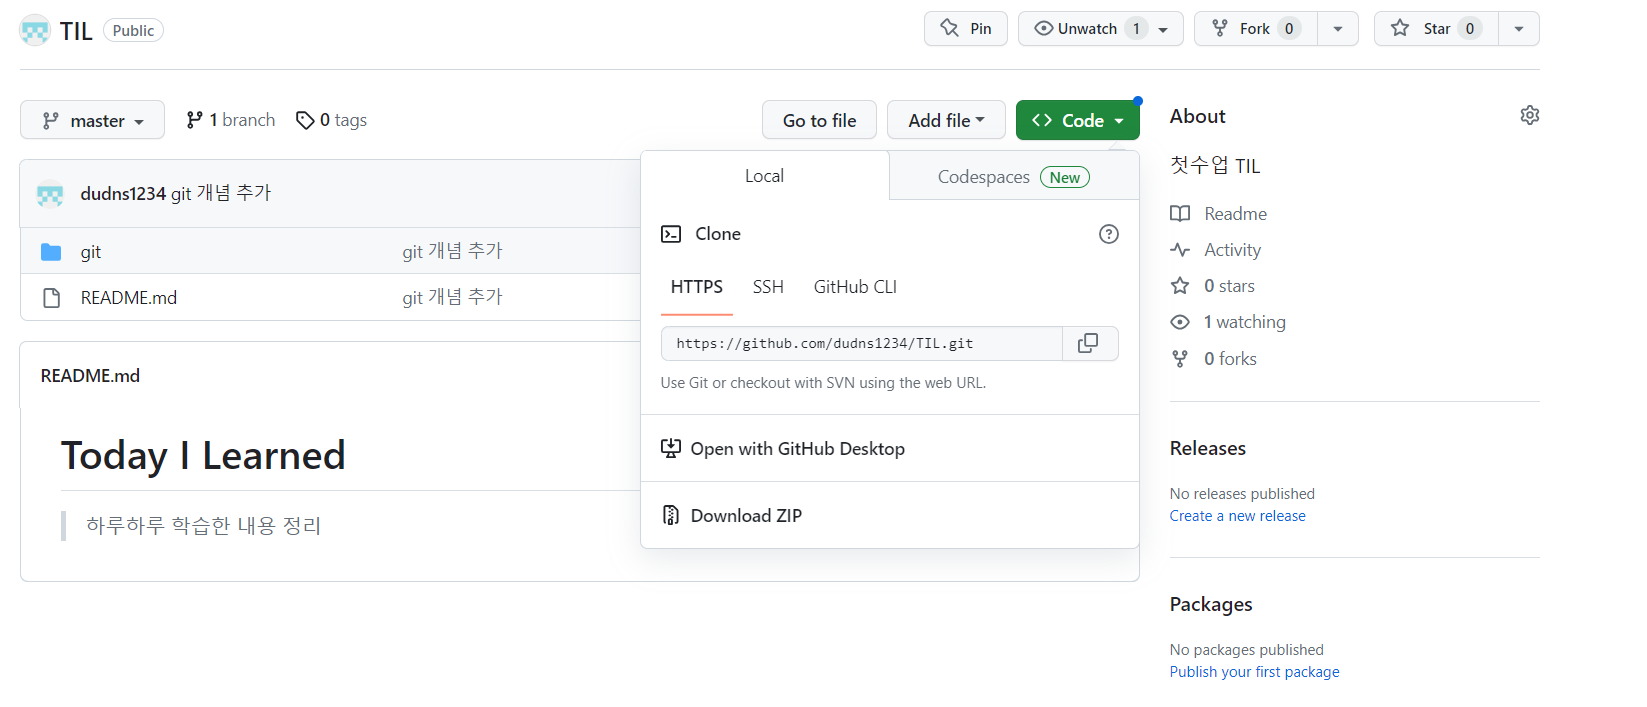 TIL Public
Pin
Unwatch 1
Fork 0
Star 0
master
1 branch
0 tags
Go to file
Add file
Code
dudns1234 git 개념 추가
git git 개념 추가
README.md git 개념 추가
README.md
Today I Learned
하루하루 학습한 내용 정리
Local
Codespaces New
Clone
HTTPS SSH GitHub CLI
https://github.com/dudns1234/TIL.git
Use Git or checkout with SVN using the web URL.
Open with GitHub Desktop
Download ZIP
About
첫수업 TIL
Readme
Activity
0 stars
1 watching
0 forks
Releases
No releases published
Create a new release
Packages
No packages published
Publish your first package